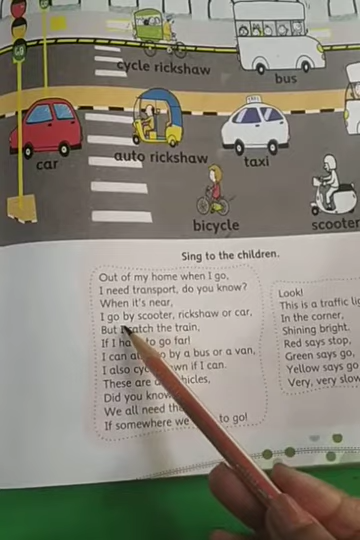 cycle rickshaw
bus
TAXI
car
auto rickshaw
taxi
bicycle
scooter
Sing to the children.
Out of my home when I go,
I need transport, do you know?
When it's near,
I go by scooter, rickshaw or car,
But I catch the train,
If I to go far!
I can by a bus or a van,
I also if I can.
These are vehicles,
Did you know
We all need
If somewhere we to go!
Look!
This is a traffic
In the corner,
Shining bright.
Red says stop,
Green says go,
Yellow says go
Very, very slow